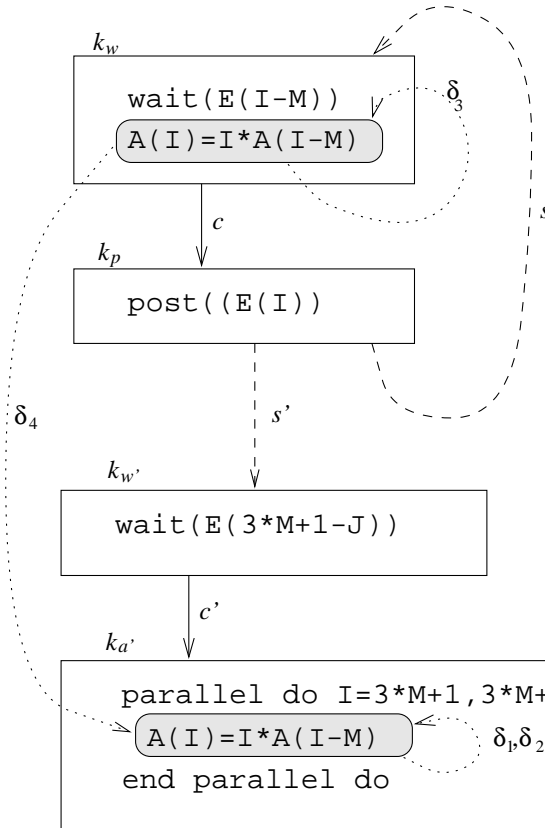 k_w
wait(E(I-M))
δ_3
A(I)=I*A(I-M)
s
c
k_p
post((E(I))
δ_4
s'
k_w'
wait(E(3*M+1-J))
c'
k_a'
parallel do I=3*M+1,3*M+
A(I)=I*A(I-M)
δ_1,δ_2
end parallel do